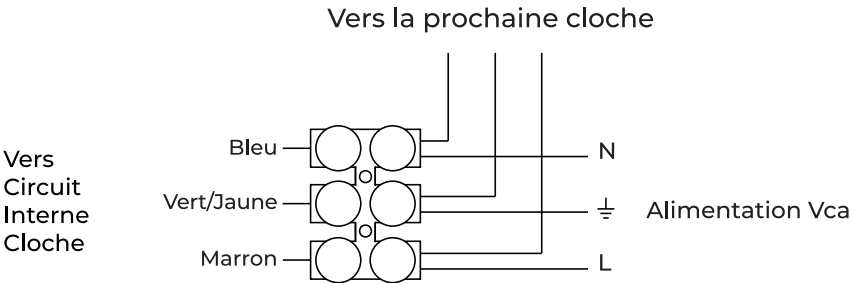 Vers la prochaine cloche
Vers
Circuit
Interne
Cloche
Bleu
Vert/Jaune
Marron
N
Alimentation Vca
L